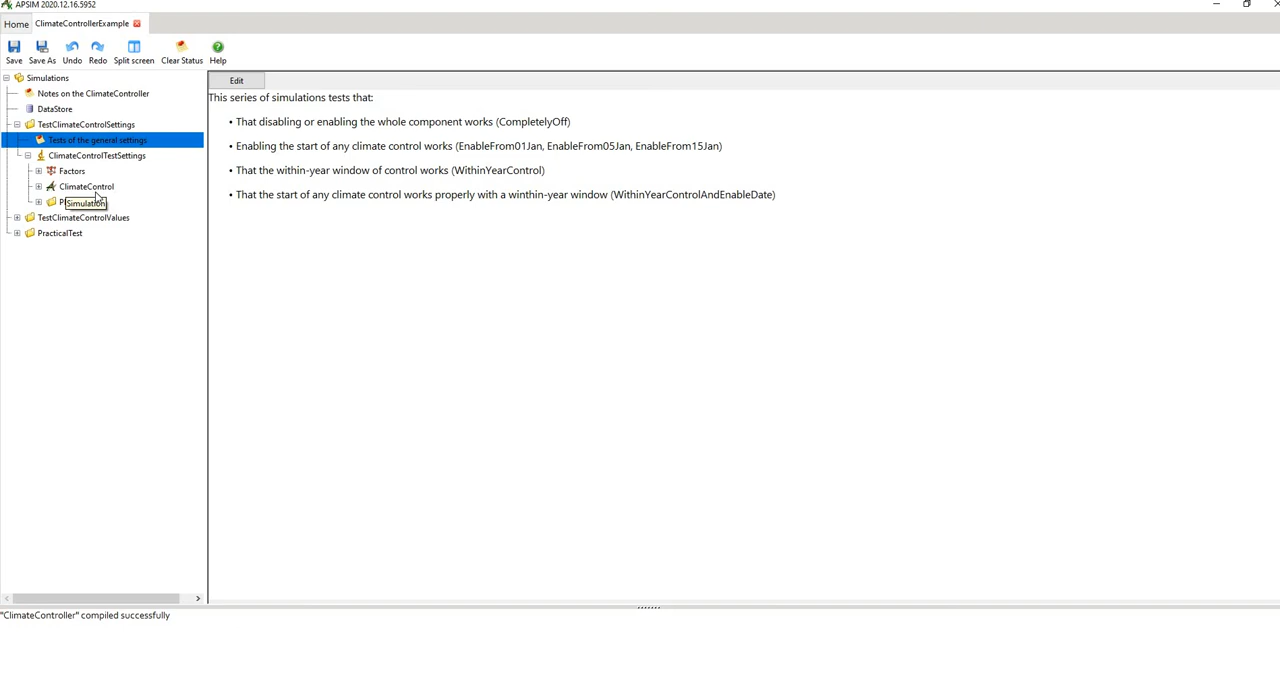 APSIM 2020.12.16.5952
Home ClimateControllerExample
Save Save As Undo Redo Split screen Clear Status Help
Simulations
Notes on the ClimateController
DataStore
TestClimateControlSettings
Tests of the general settings
ClimateControlTestSettings
Factors
ClimateControl
Simulation
TestClimateControlValues
PracticalTest
Edit
This series of simulations tests that:
• That disabling or enabling the whole component works (CompletelyOff)
• Enabling the start of any climate control works (EnableFrom01Jan, EnableFrom05Jan, EnableFrom15Jan)
• That the within-year window of control works (WithinYearControl)
• That the start of any climate control works properly with a winthin-year window (WithinYearControlAndEnableDate)
"ClimateController" compiled successfully